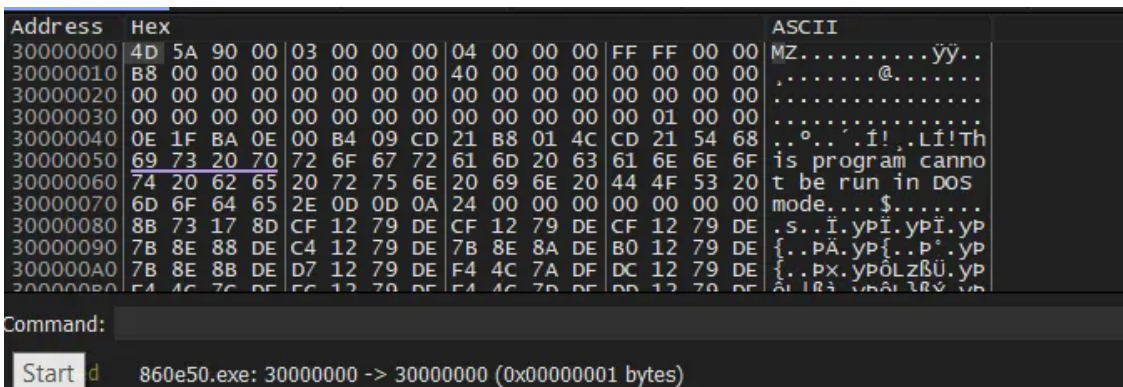 Address Hex ASCII
30000000 4D 5A 90 00 03 00 00 00 04 00 00 00 FF FF 00 00 MZ..........ÿÿ..
30000010 B8 00 00 00 00 00 00 00 40 00 00 00 00 00 00 00 ¸.......@.......
30000020 00 00 00 00 00 00 00 00 00 00 00 00 00 00 00 00 ................
30000030 00 00 00 00 00 00 00 00 00 00 00 00 00 01 00 00 ................
30000040 0E 1F BA 0E 00 B4 09 CD 21 B8 01 4C CD 21 54 68 ..º..´.Í!¸.LÍ!Th
30000050 69 73 20 70 72 6F 67 72 61 6D 20 63 61 6E 6E 6F is program canno
30000060 74 20 62 65 20 72 75 6E 20 69 6E 20 44 4F 53 20 t be run in DOS
30000070 6D 6F 64 65 2E 0D 0D 0A 24 00 00 00 00 00 00 00 mode....$.......
30000080 8B 73 17 8D CF 12 79 DE CF 12 79 DE CF 12 79 DE .s..Ï.yÞÏ.yÞÏ.yÞ
30000090 7B 8E 88 DE C4 12 79 DE 7B 8E 8A DE B0 12 79 DE {..ÞÄ.yÞ{..Þ°.yÞ
300000A0 7B 8E 8B DE D7 12 79 DE F4 4C 7A DF DC 12 79 DE {..Þ×.yÞôLzßÜ.yÞ
Command:
Start d 860e50.exe: 30000000 -> 30000000 (0x00000001 bytes)